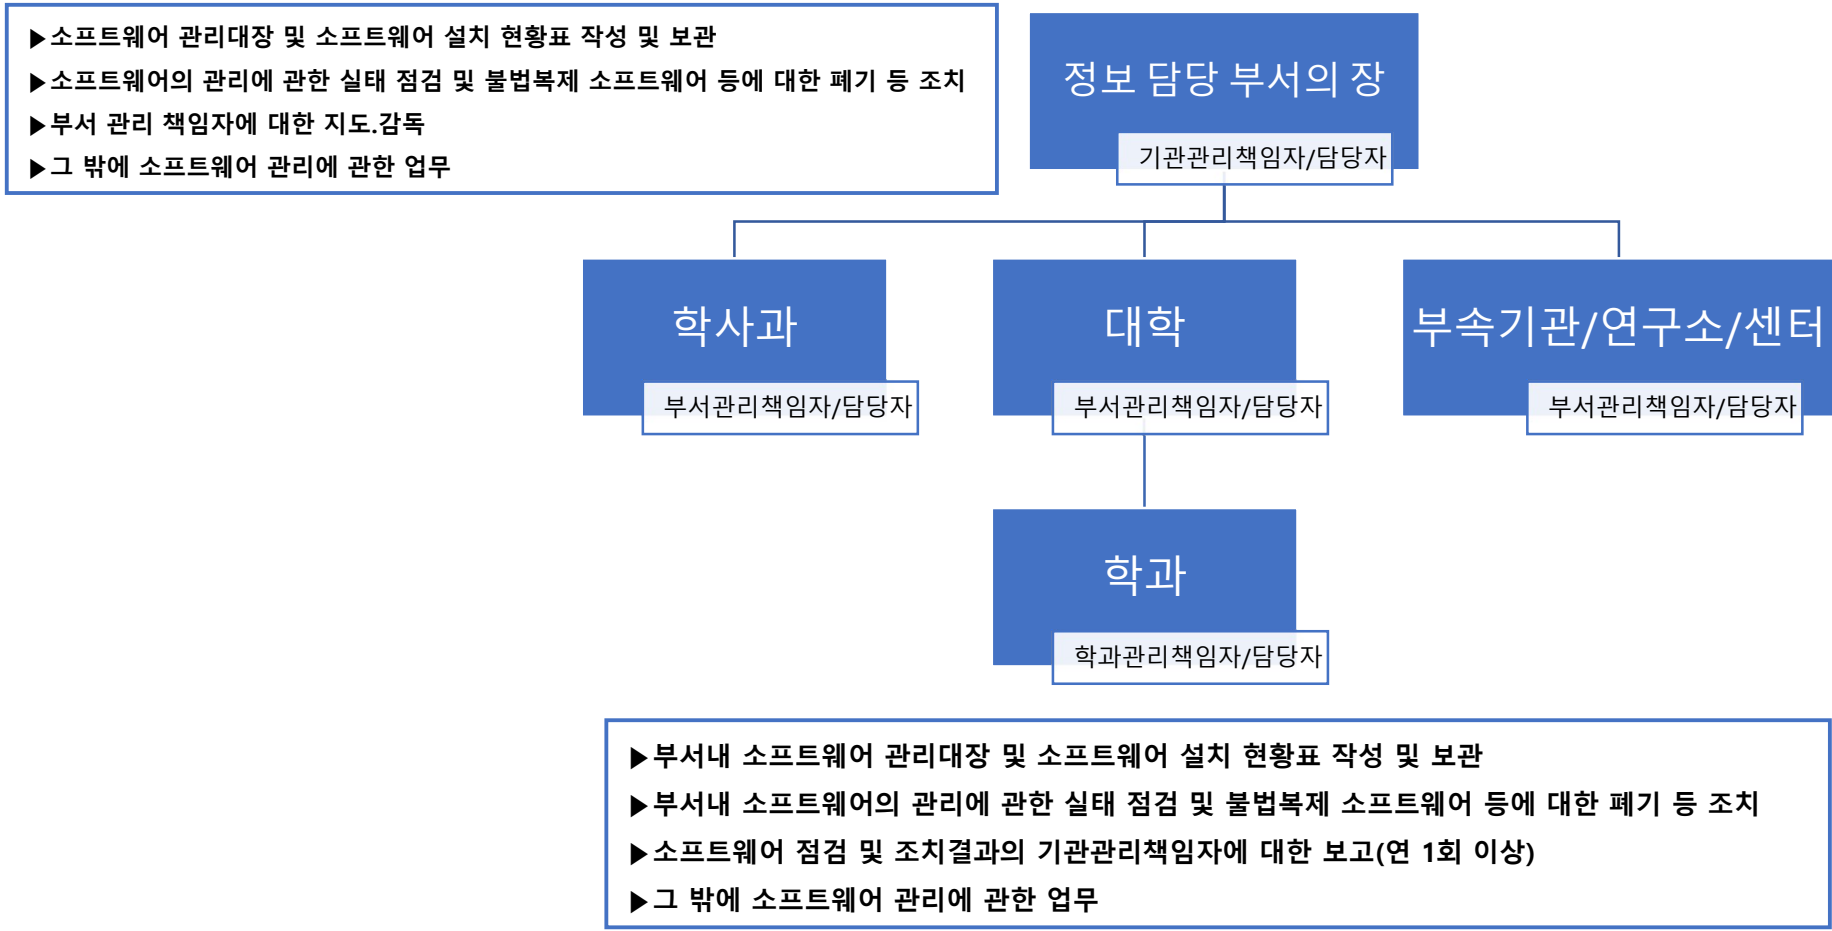 ▶소프트웨어 관리대장 및 소프트웨어 설치 현황표 작성 및 보관
▶소프트웨어의 관리에 관한 실태 점검 및 불법복제 소프트웨어 등에 대한 폐기 등 조치
▶부서 관리 책임자에 대한 지도.감독
▶그 밖에 소프트웨어 관리에 관한 업무
정보 담당 부서의 장
기관관리책임자/담당자
학사과
부서관리책임자/담당자
대학
부서관리책임자/담당자
부속기관/연구소/센터
부서관리책임자/담당자
학과
학과관리책임자/담당자
▶부서내 소프트웨어 관리대장 및 소프트웨어 설치 현황표 작성 및 보관
▶부서내 소프트웨어의 관리에 관한 실태 점검 및 불법복제 소프트웨어 등에 대한 폐기 등 조치
▶소프트웨어 점검 및 조치결과의 기관관리책임자에 대한 보고(연 1회 이상)
▶그 밖에 소프트웨어 관리에 관한 업무